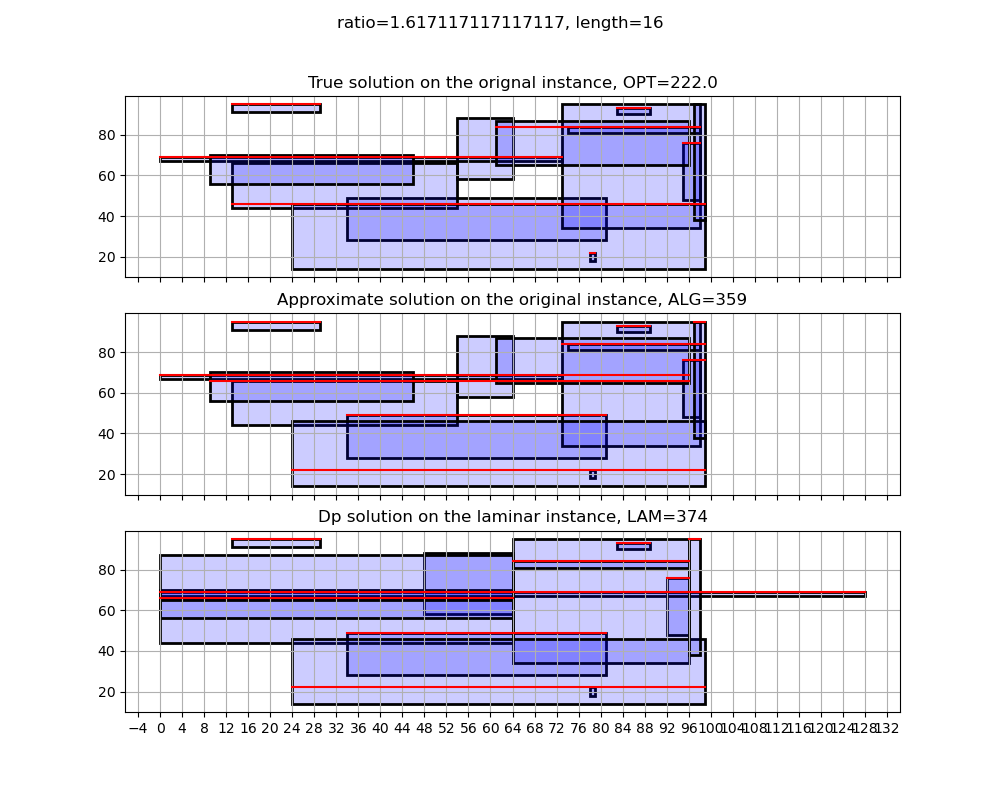 ratio=1.617117117117117, length=16
True solution on the orignal instance, OPT=222.0
80
60
40
20
Approximate solution on the original instance, ALG=359
80
60
40
20
Dp solution on the laminar instance, LAM=374
80
60
40
20
−4 0 4 8 12 16 20 24 28 32 36 40 44 48 52 56 60 64 68 72 76 80 84 88 92 96 100 104 108 112 116 120 124 128 132